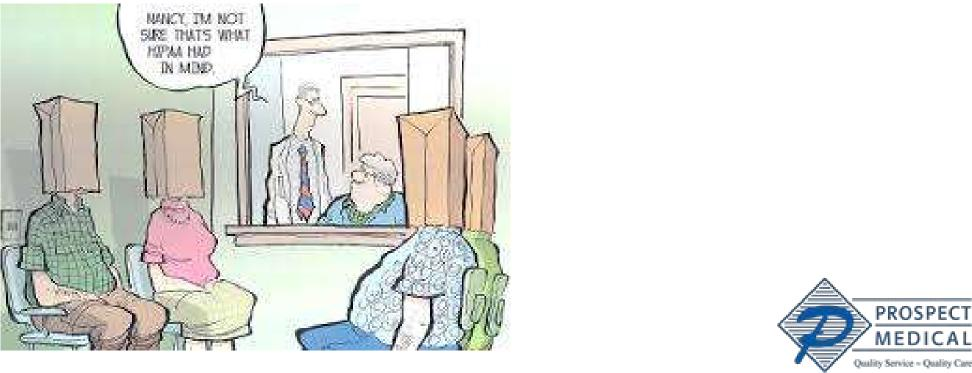 NANCY, I'M NOT
SURE THAT'S WHAT
HIPAA HAD
IN MIND.
PROSPECT
MEDICAL
Quality Service ~ Quality Care